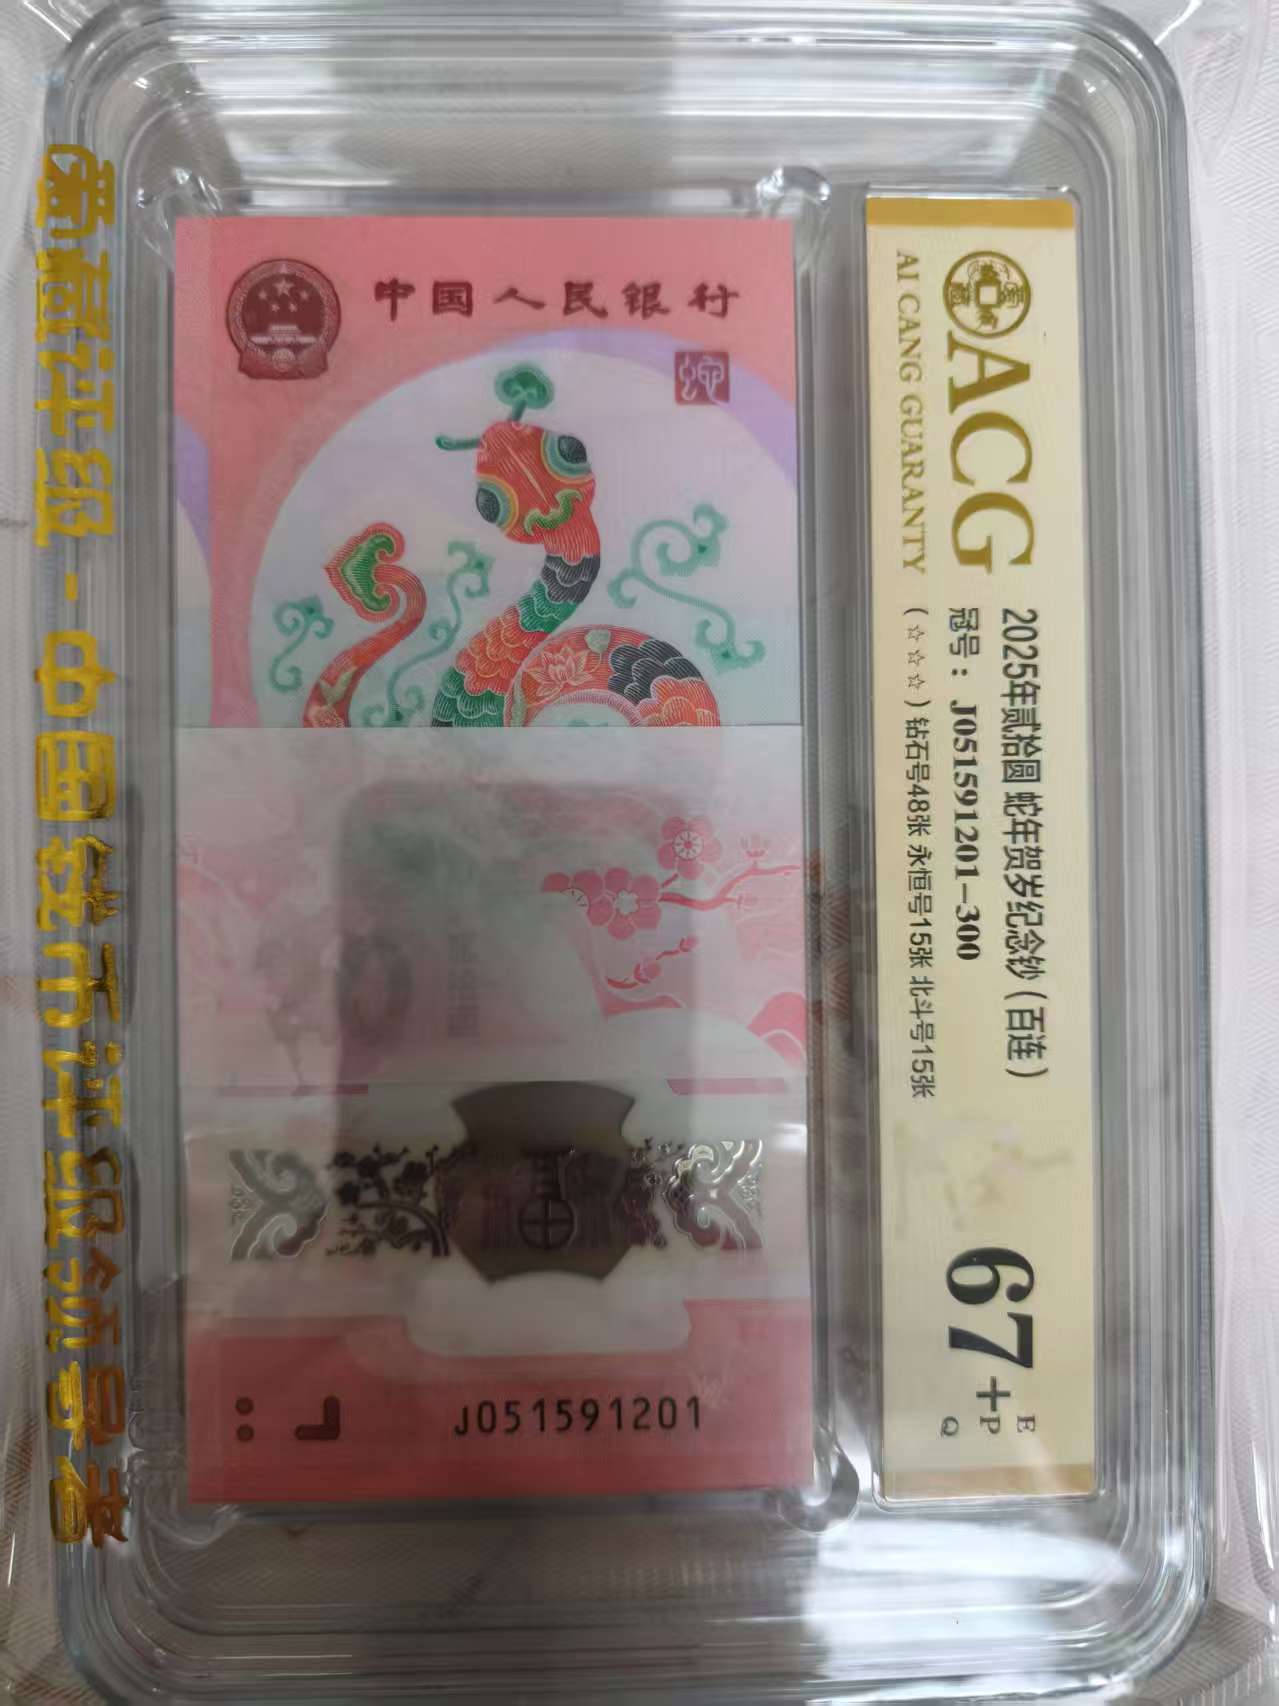 爱藏评级-中国钱币评级领导者
中国人民银行
蛇
J051591201
ACG
AI CANG GUARANTY
2025年贰拾圆 蛇年贺岁纪念钞（百连）
冠号：J051591201-300
（☆☆☆）钻石号48张 永恒号15张 北斗号15张
67+
E
P
Q